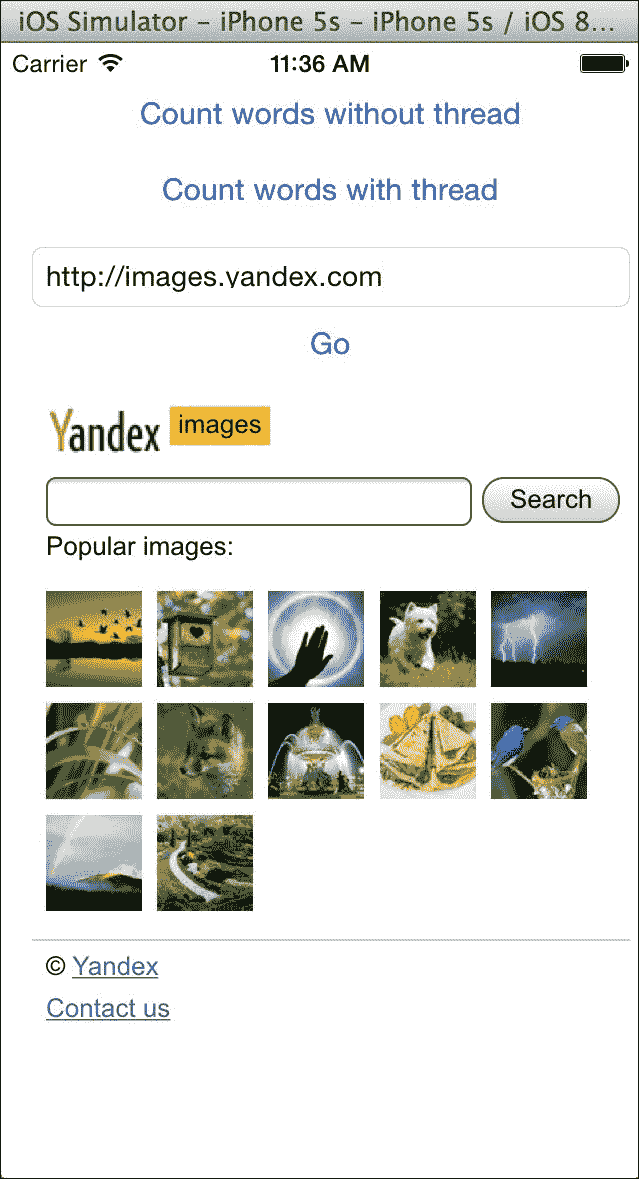 iOS Simulator – iPhone 5s – iPhone 5s / iOS 8...
Carrier 11:36 AM
Count words without thread
Count words with thread
http://images.yandex.com
Go
Yandex images
Search
Popular images:
© Yandex
Contact us